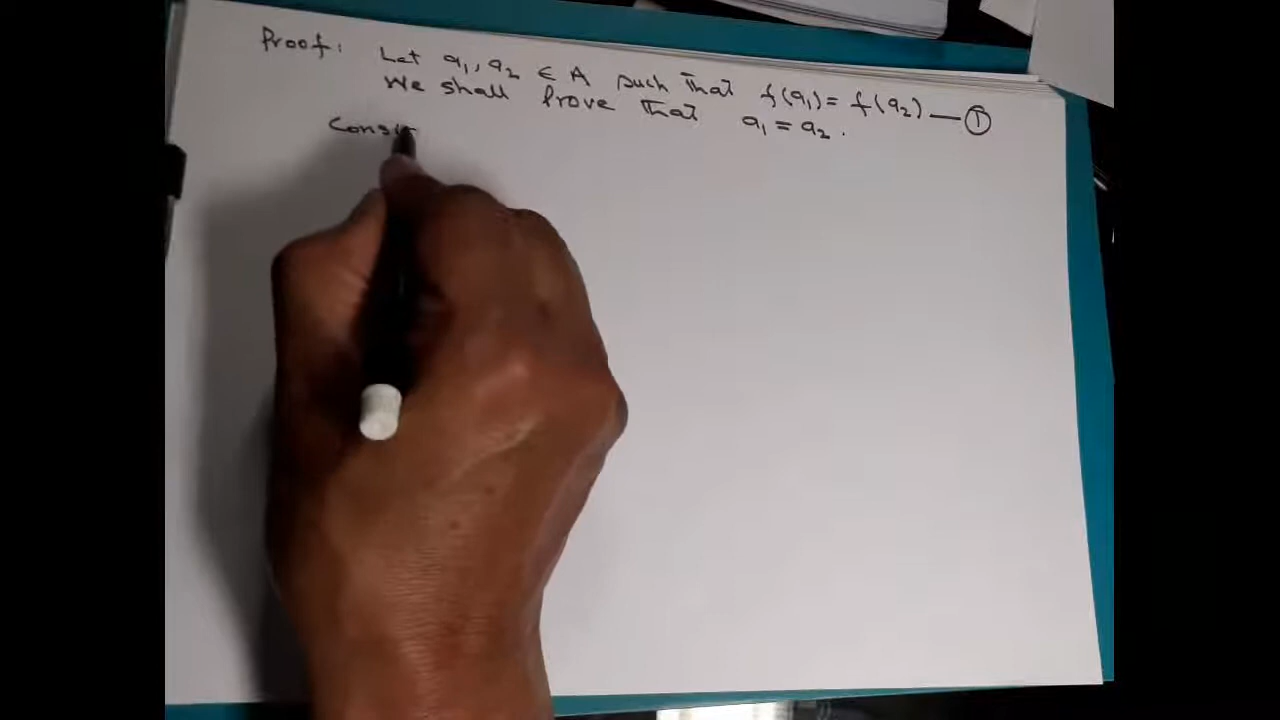 Proof: Let a₁, a₂ ∈ A such that f(a₁) = f(a₂) — ①
We shall prove that a₁ = a₂.
Consi